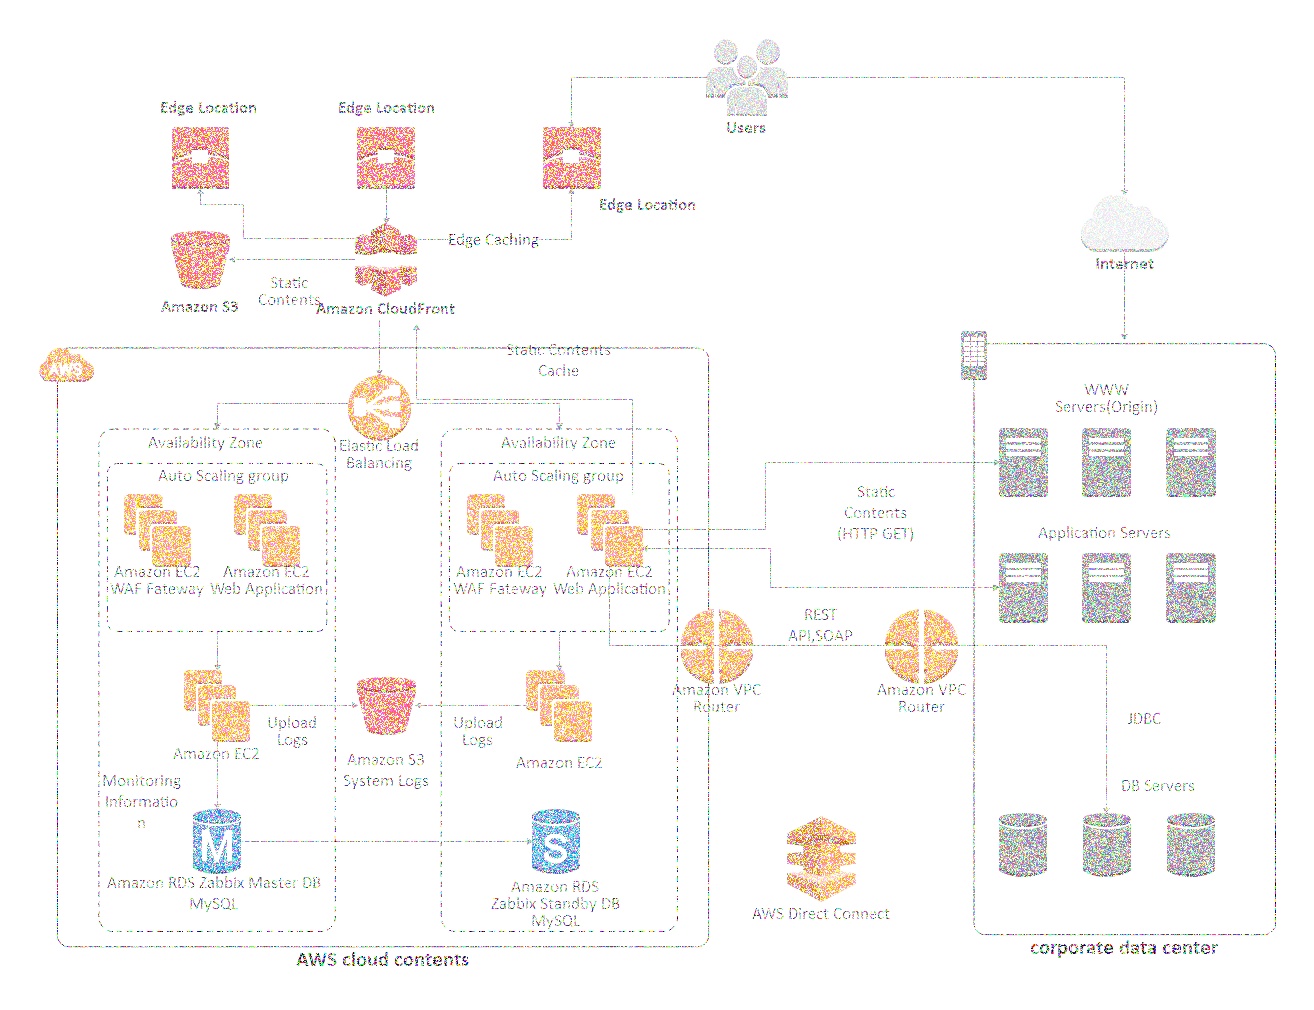 Users
Edge Location
Edge Location
Edge Location
Edge Caching
Internet
Static
Contents
Amazon S3
Amazon CloudFront
AWS
Static Contents
Cache
WWW
Servers(Origin)
Elastic Load
Balancing
Availability Zone
Availability Zone
Auto Scaling group
Auto Scaling group
Static
Contents
(HTTP GET)
Application Servers
Amazon EC2
WAF Fateway
Amazon EC2
Web Application
Amazon EC2
WAF Fateway
Amazon EC2
Web Application
REST
API,SOAP
Amazon VPC
Router
Amazon VPC
Router
JDBC
Upload
Logs
Upload
Logs
Amazon EC2
Amazon S3
System Logs
Amazon EC2
Monitoring
Informatio
n
DB Servers
M
S
Amazon RDS Zabbix Master DB
MySQL
Amazon RDS
Zabbix Standby DB
MySQL
AWS Direct Connect
AWS cloud contents
corporate data center